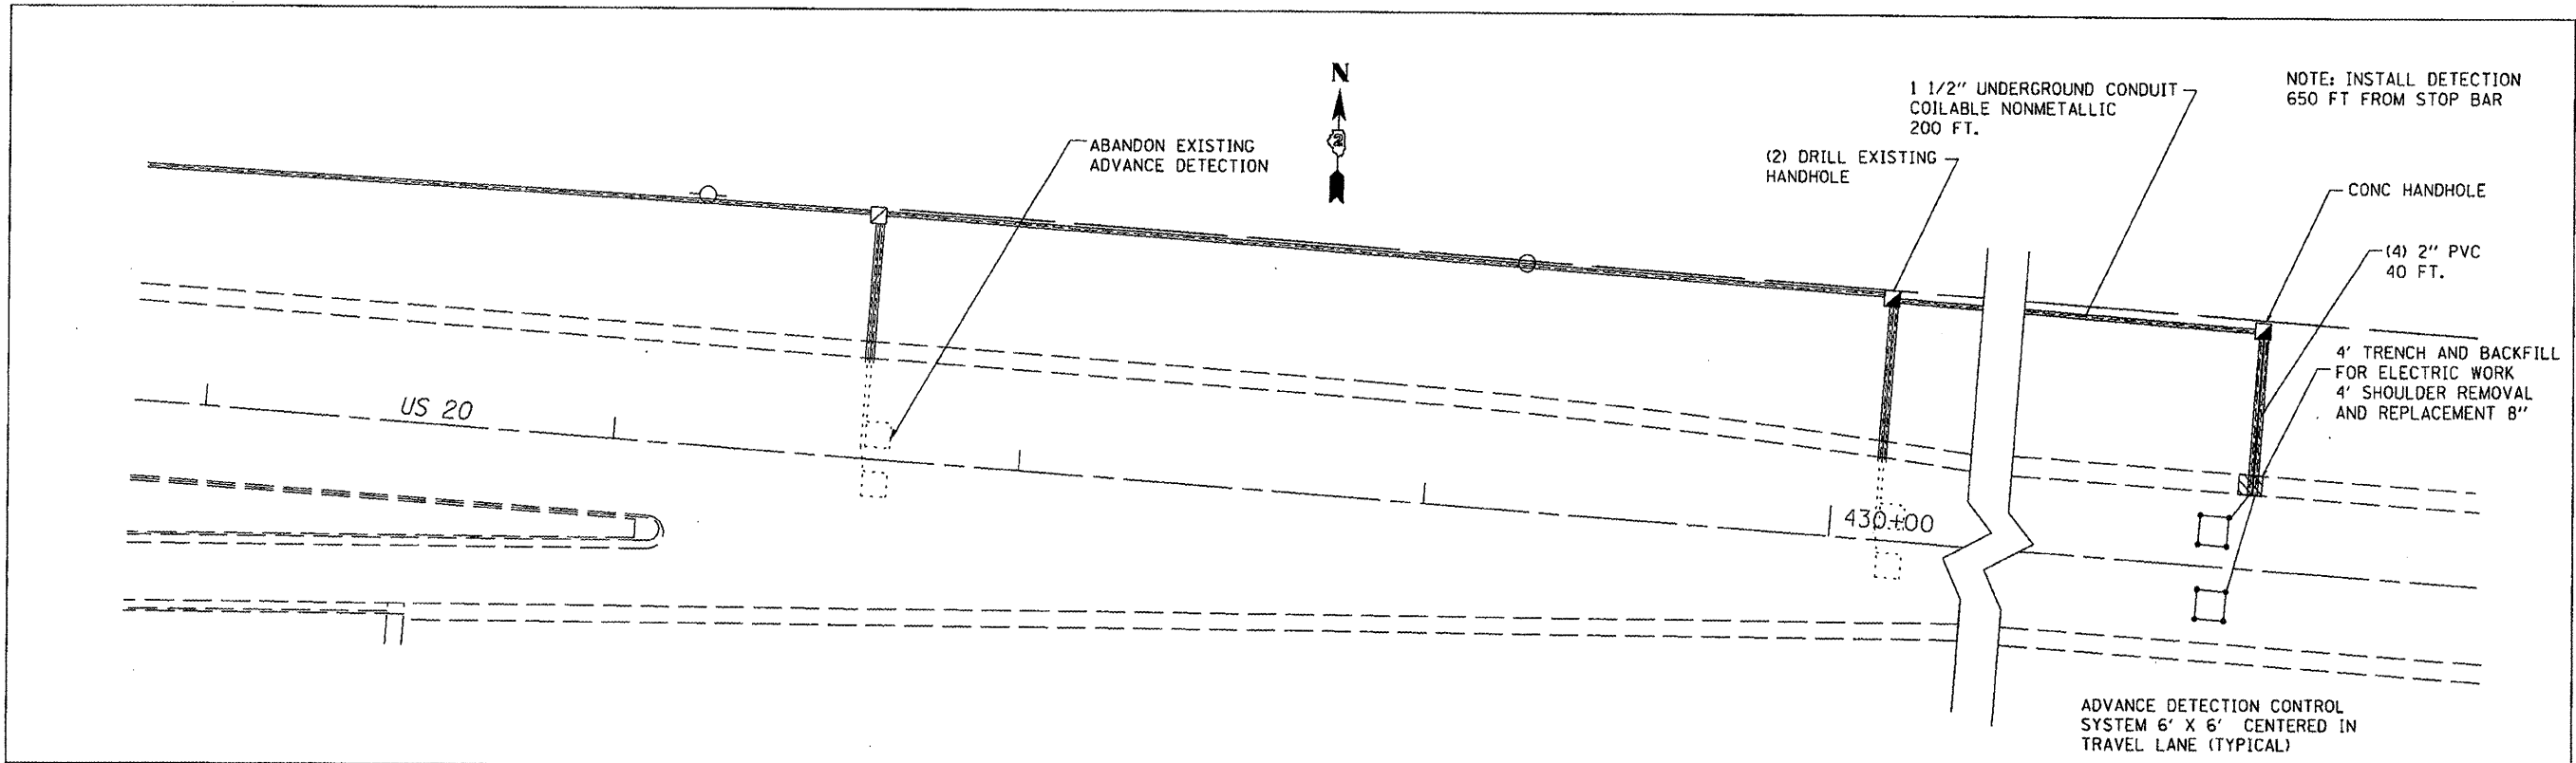 N
2
ABANDON EXISTING
ADVANCE DETECTION
1 1/2" UNDERGROUND CONDUIT
COILABLE NONMETALLIC
200 FT.
(2) DRILL EXISTING
HANDHOLE
NOTE: INSTALL DETECTION
650 FT FROM STOP BAR
CONC HANDHOLE
(4) 2" PVC
40 FT.
4' TRENCH AND BACKFILL
FOR ELECTRIC WORK
4' SHOULDER REMOVAL
AND REPLACEMENT 8"
US 20
430+00
ADVANCE DETECTION CONTROL
SYSTEM 6' X 6' CENTERED IN
TRAVEL LANE (TYPICAL)